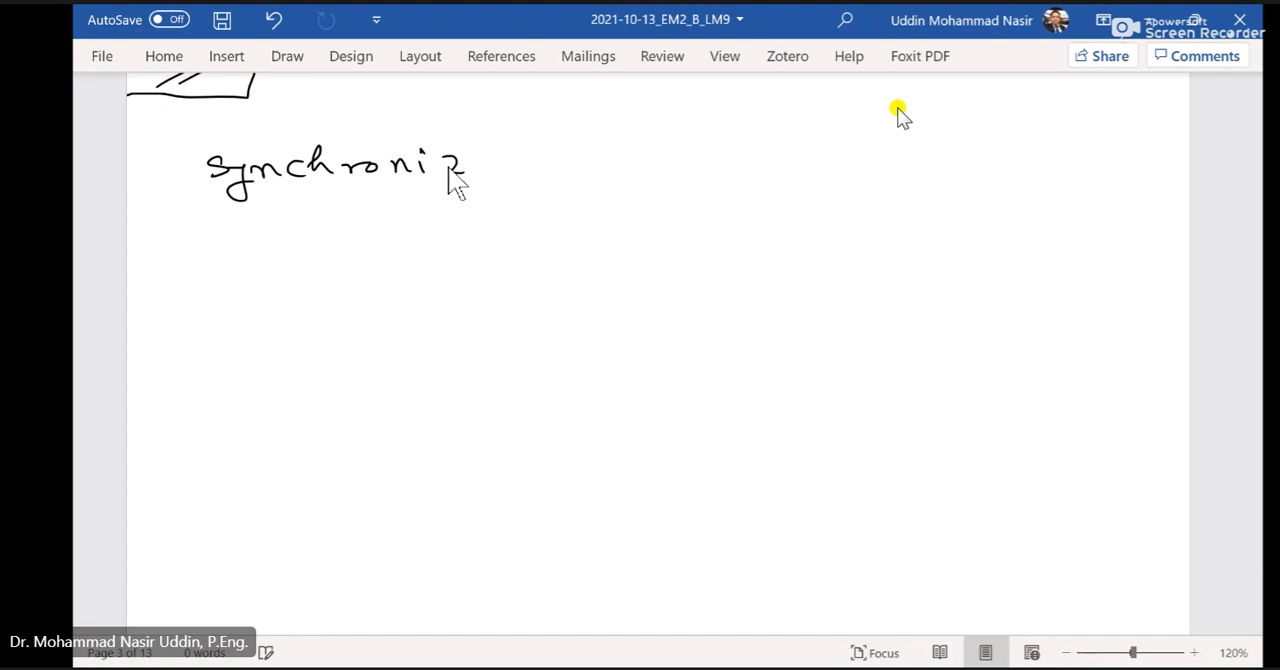 AutoSave Off 2021-10-13_EM2_B_LM9 Uddin Mohammad Nasir Apowersoft
Screen Recorder
File Home Insert Draw Design Layout References Mailings Review View Zotero Help Foxit PDF Share Comments
synchroniz
Dr. Mohammad Nasir Uddin, P.Eng.
Page 3 of 13 0 words Focus 120%